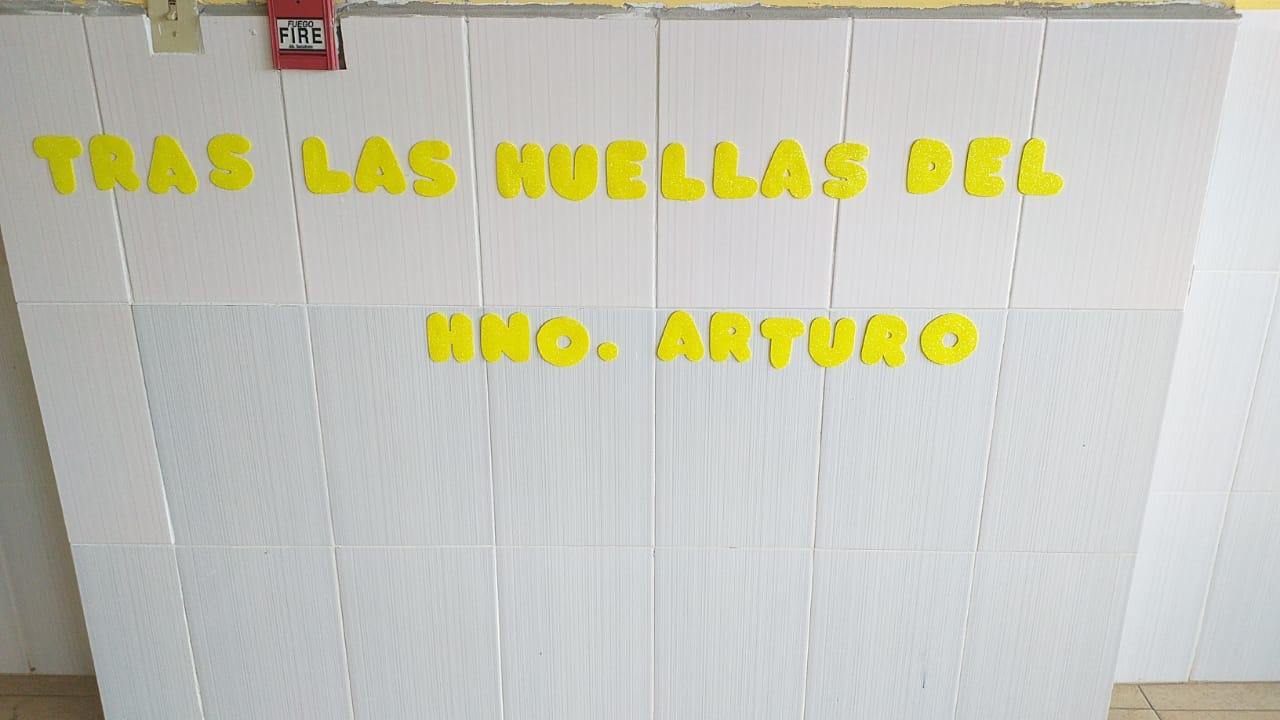 FUEGO
FIRE
TRAS LAS HUELLAS DEL
HNO. ARTURO